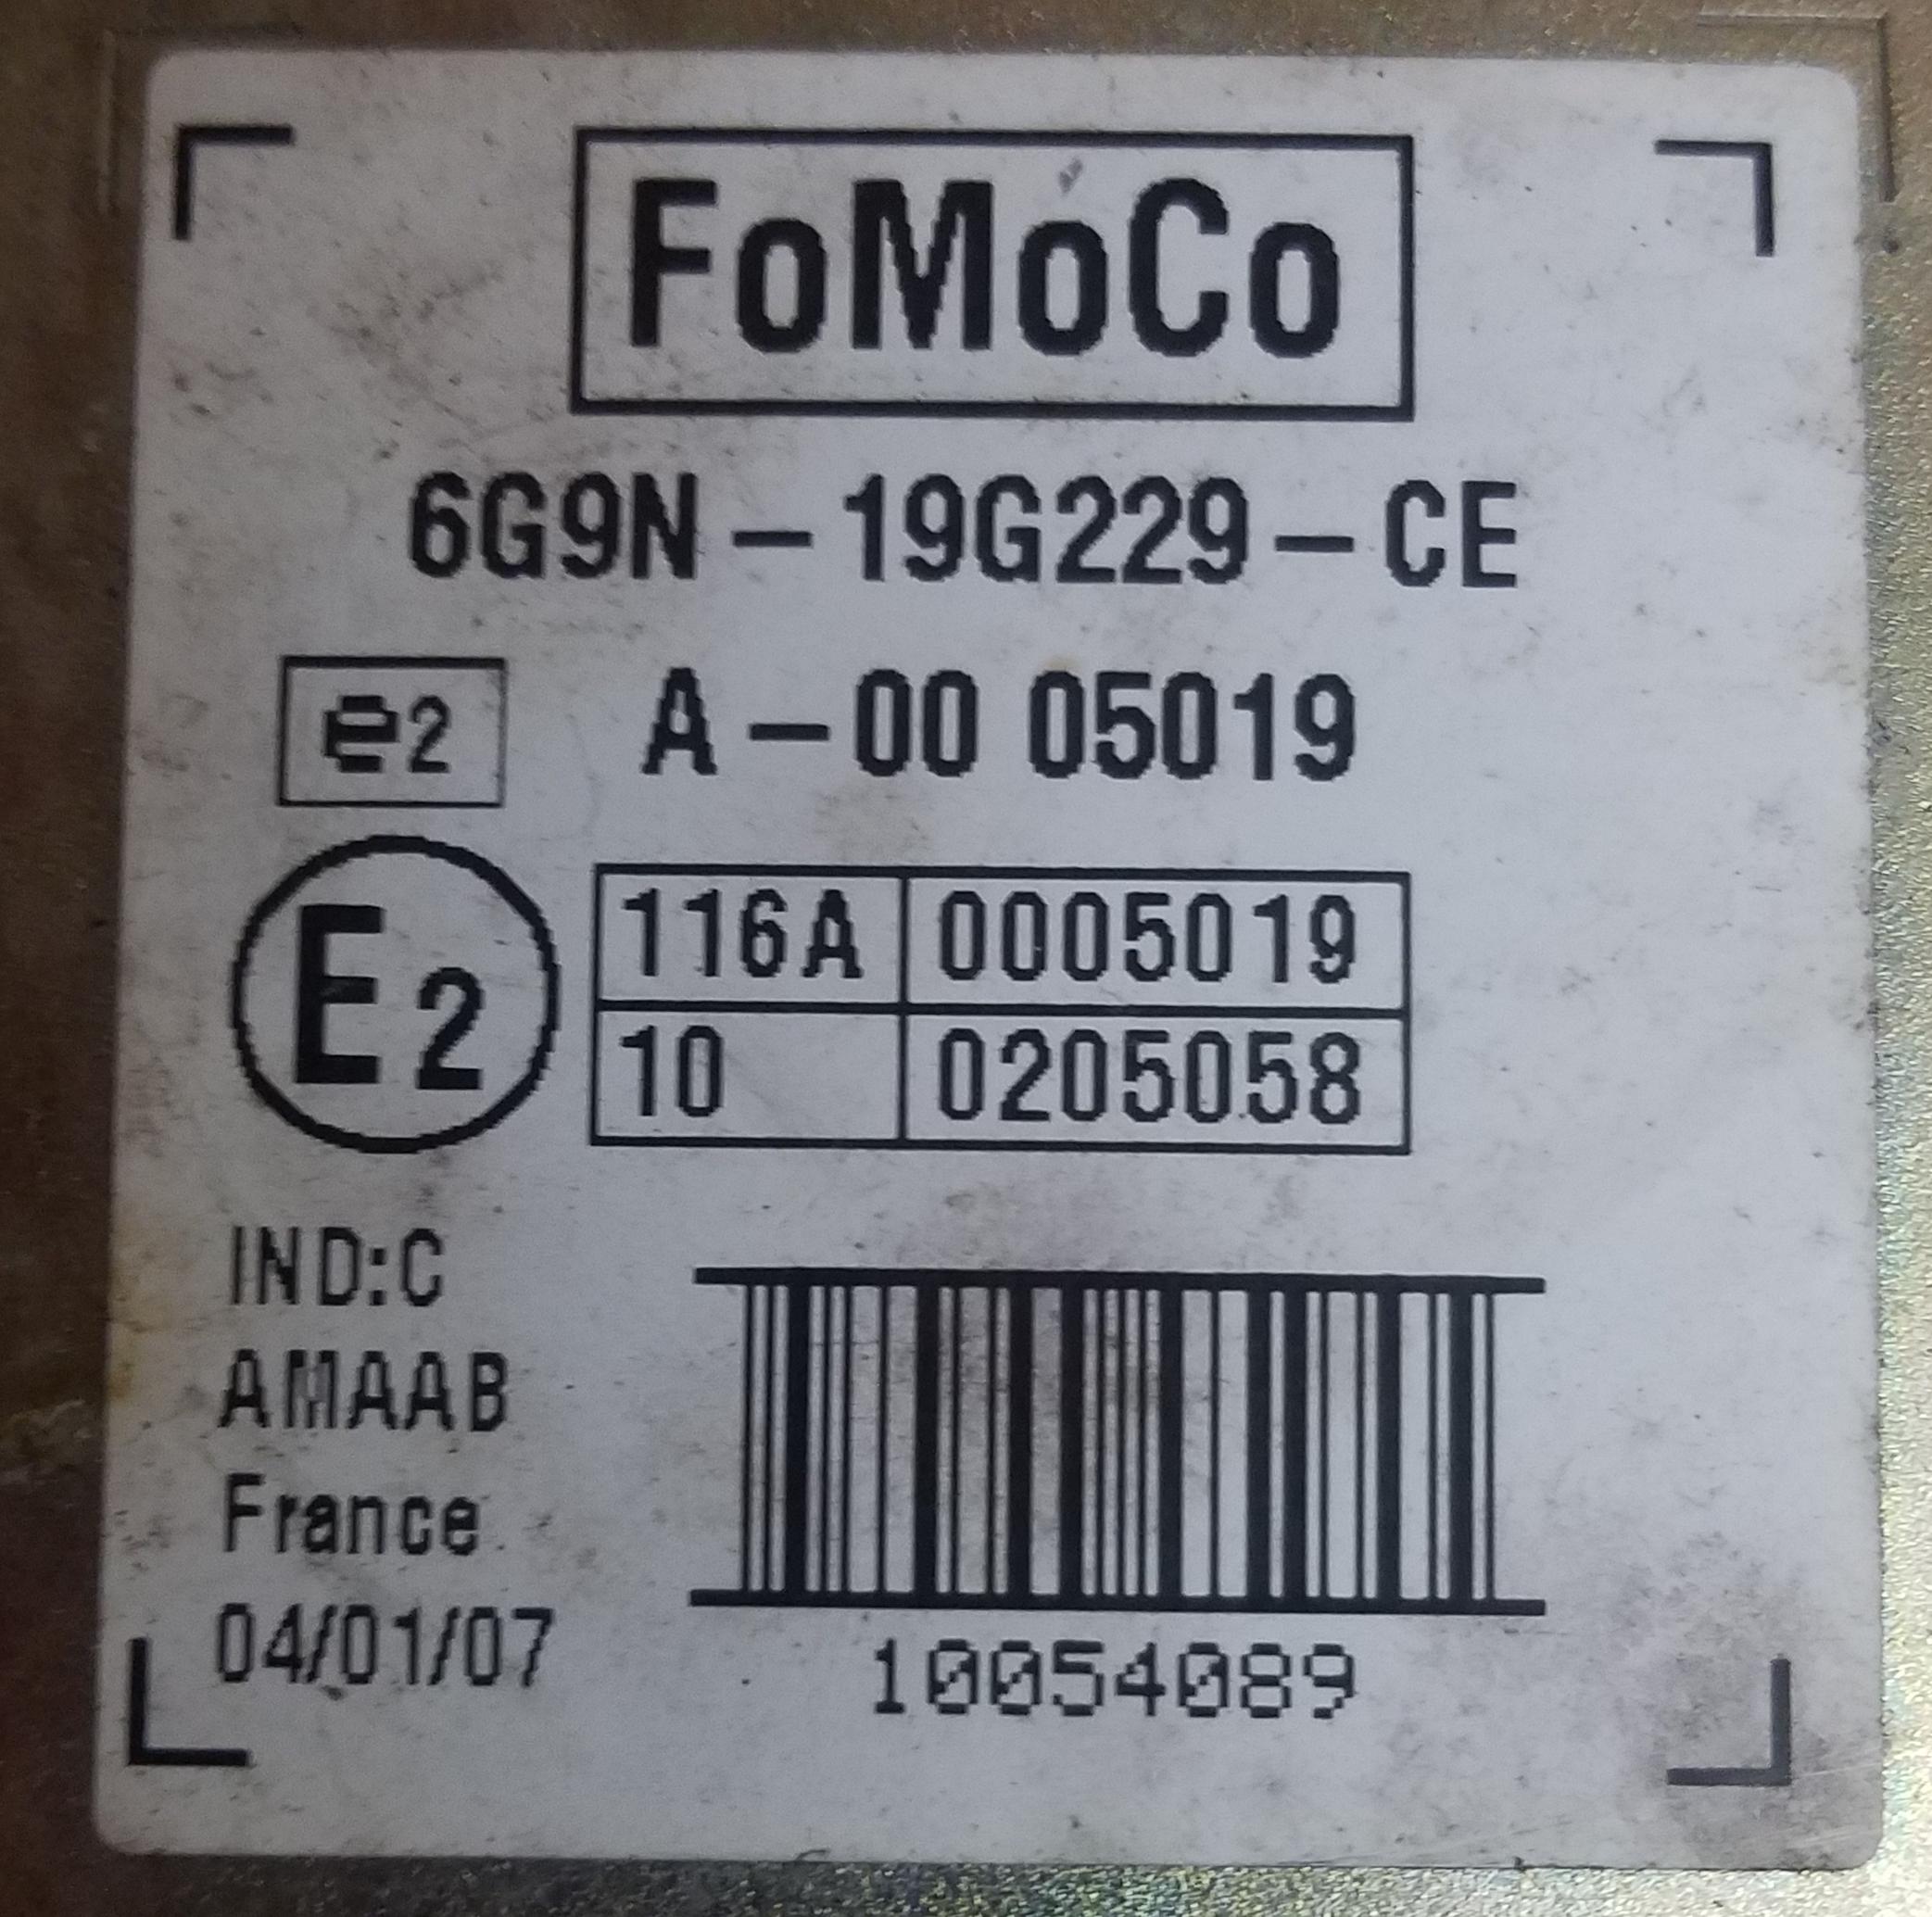 FoMoCo
6G9N-19G229-CE
e2 A-00 05019
E2
116A 0005019
10 0205058
IND:C
AMAAB
France
04/01/07
10054089